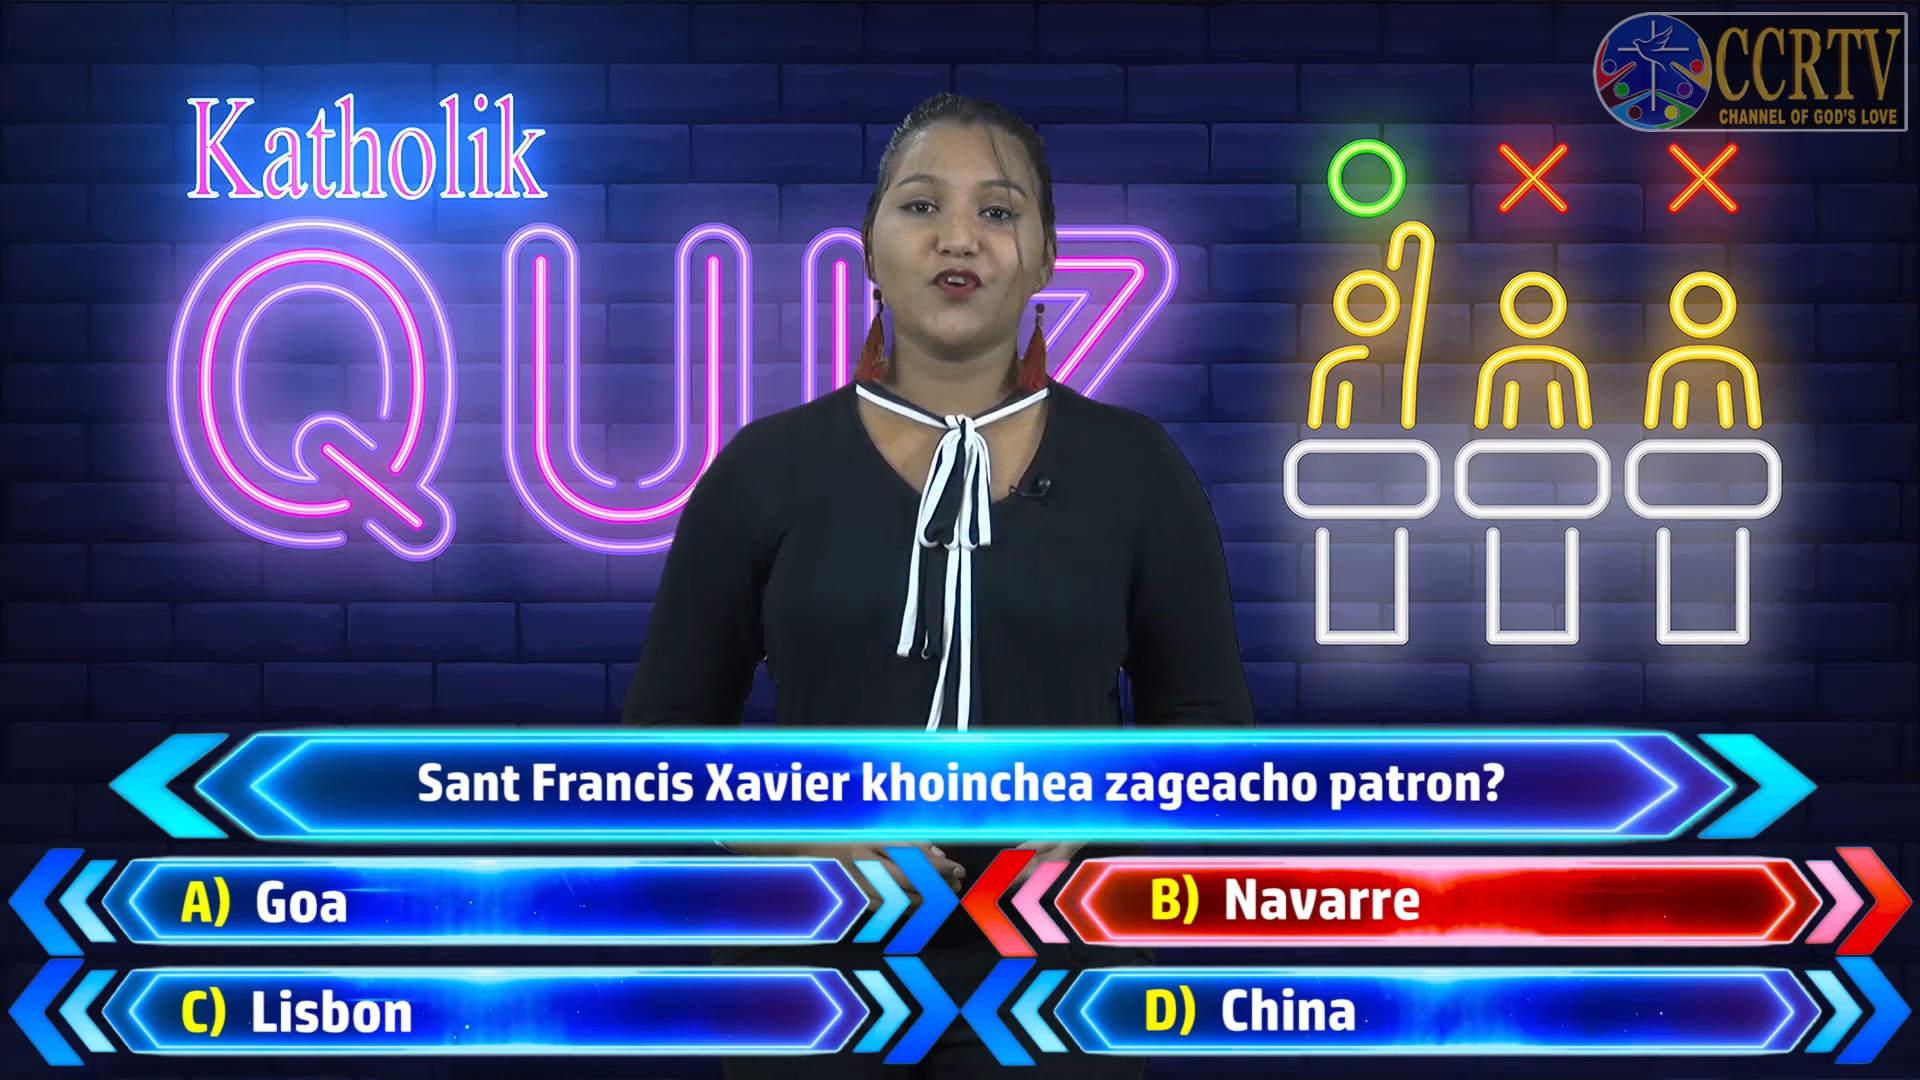 CCRTV
CHANNEL OF GOD'S LOVE
Katholik
QUIZ
Sant Francis Xavier khoinchea zageacho patron?
A) Goa
B) Navarre
C) Lisbon
D) China